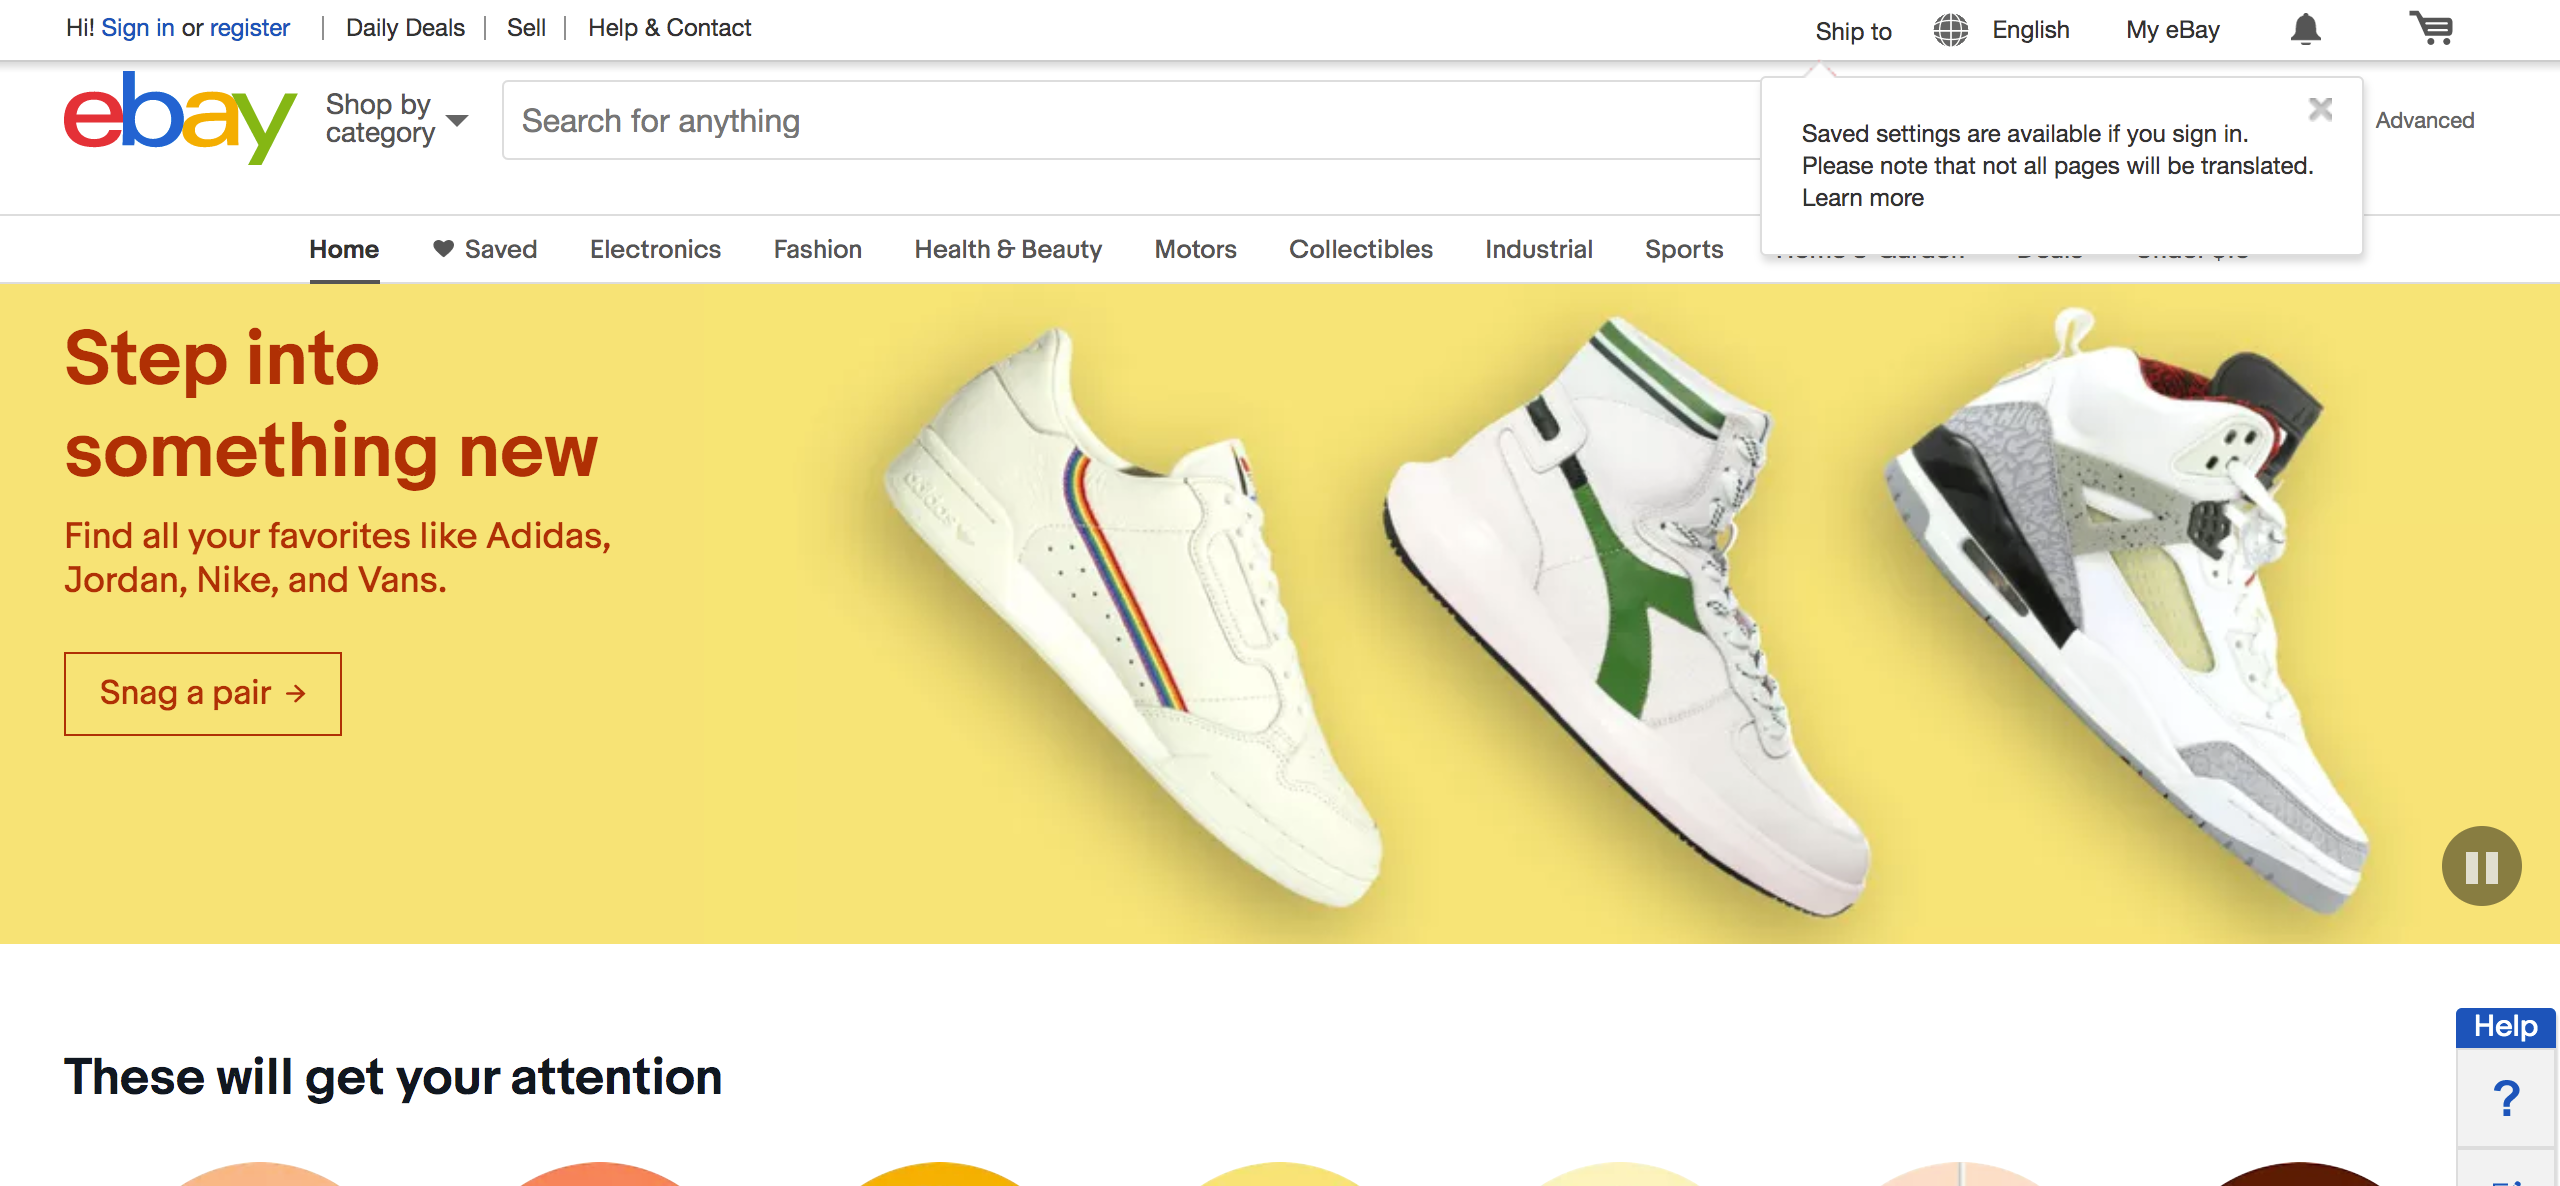 Hi! Sign in or register
Daily Deals
Sell
Help & Contact
Ship to
English
My eBay
ebay
Shop by
category
Search for anything
Advanced
Saved settings are available if you sign in.
Please note that not all pages will be translated.
Learn more
Home
Saved
Electronics
Fashion
Health & Beauty
Motors
Collectibles
Industrial
Sports
Step into
something new
Find all your favorites like Adidas,
Jordan, Nike, and Vans.
Snag a pair →
adidas
Help
?
These will get your attention